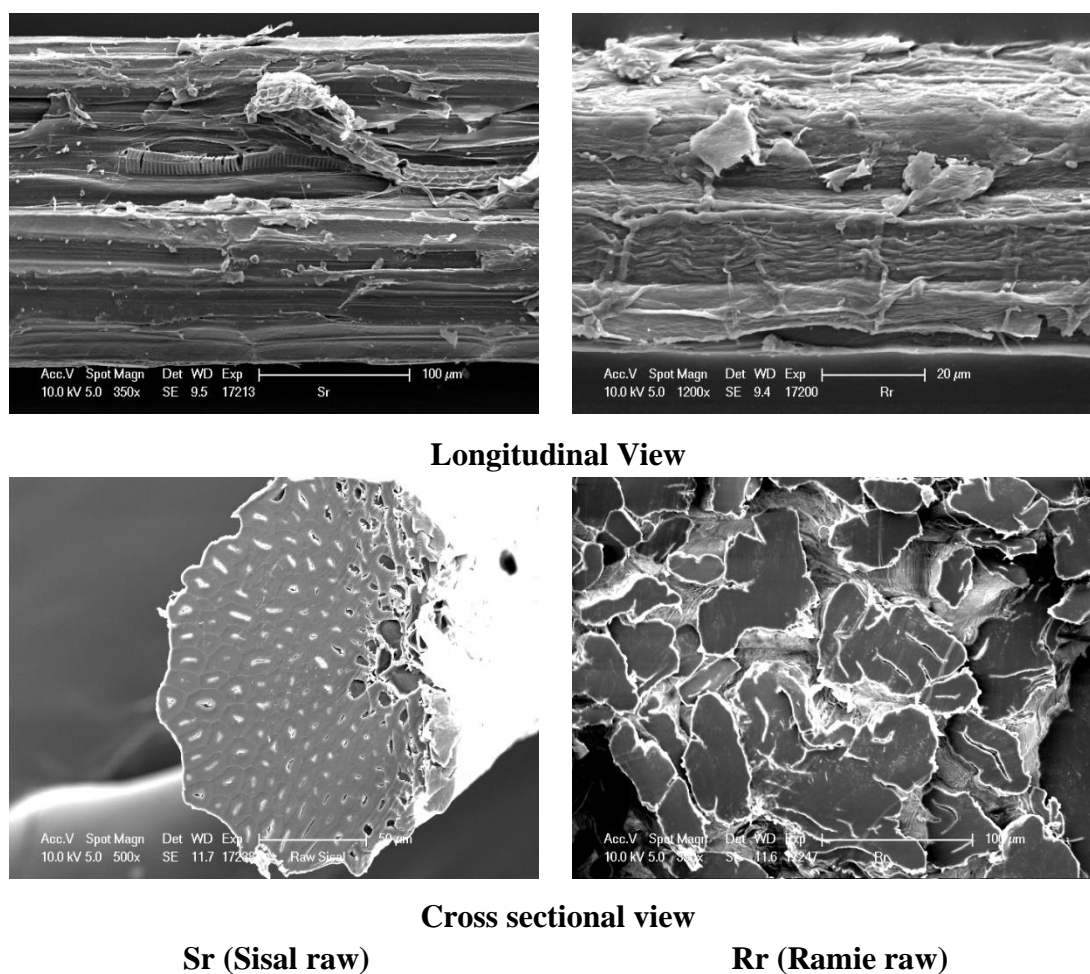 Acc.V Spot Magn Det WD Exp 100 µm
10.0 kV 5.0 350x SE 9.5 17213 Sr
Acc.V Spot Magn Det WD Exp 20 µm
10.0 kV 5.0 1200x SE 9.4 17200 Rr
Longitudinal View
Acc.V Spot Magn Det WD Exp 50 µm
10.0 kV 5.0 500x SE 11.7 Raw Sisal
Acc.V Spot Magn Det WD Exp 100 µm
10.0 kV 5.0 SE 11.6 Rr
Cross sectional view
Sr (Sisal raw) Rr (Ramie raw)